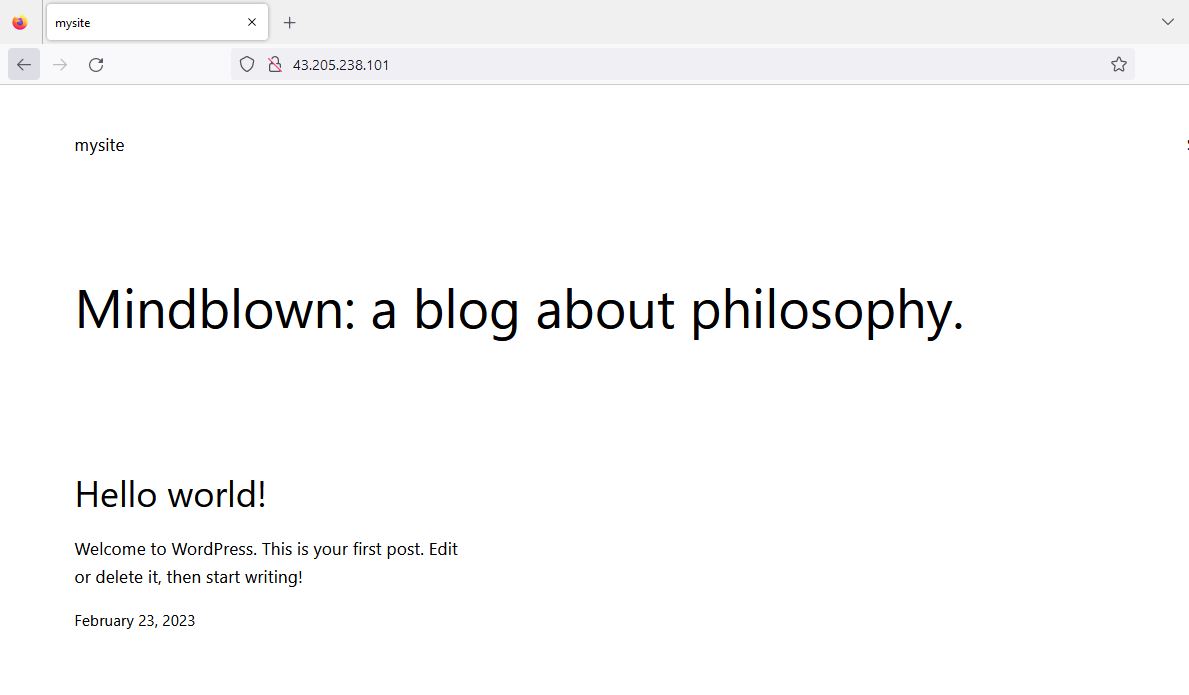 mysite
43.205.238.101
mysite
Mindblown: a blog about philosophy.
Hello world!
Welcome to WordPress. This is your first post. Edit
or delete it, then start writing!
February 23, 2023